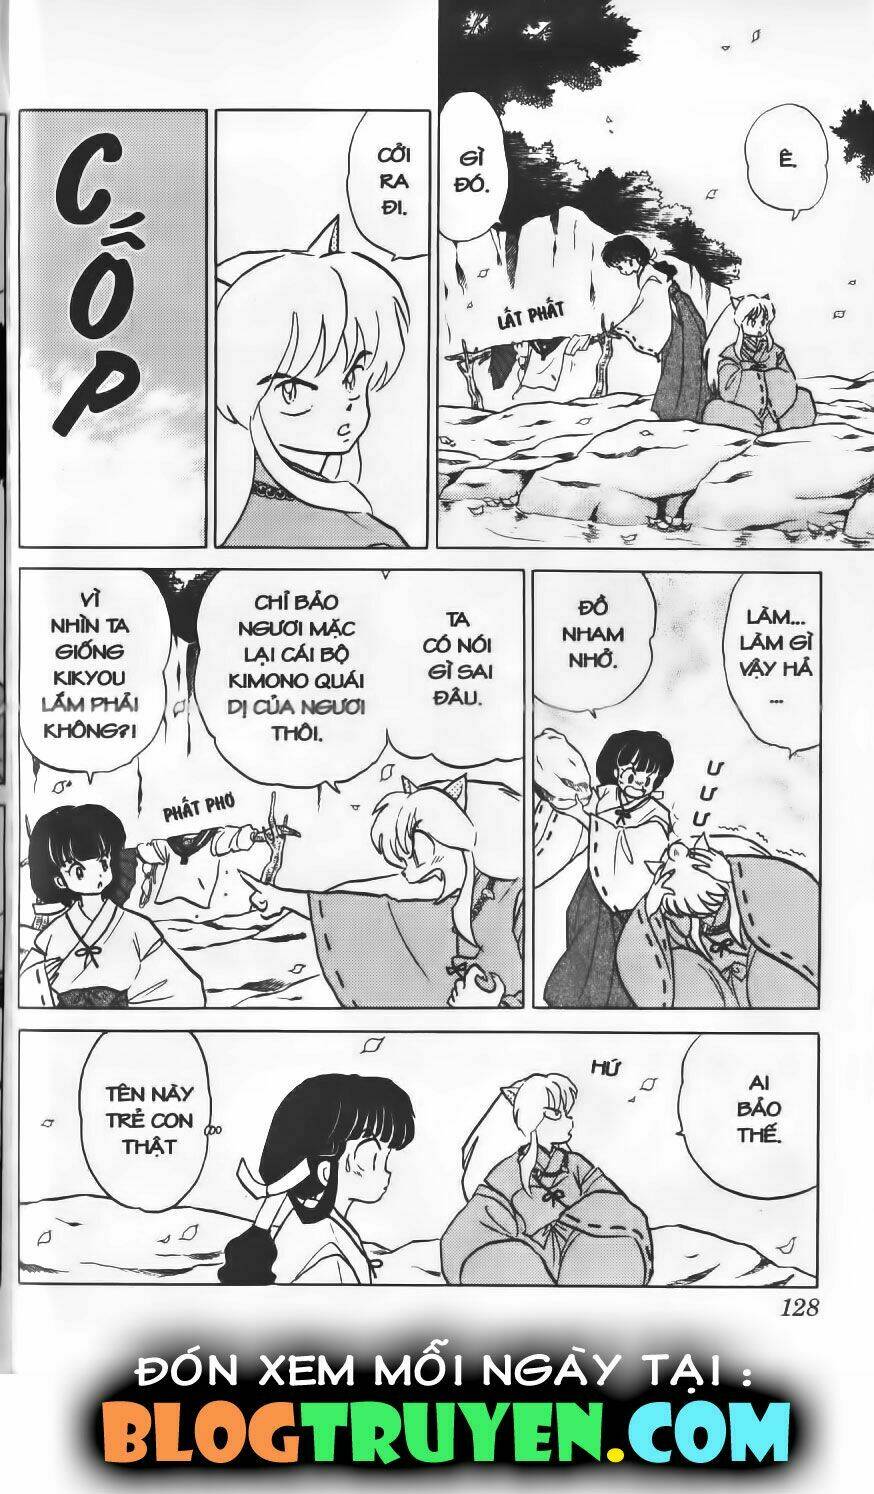 Ê.
GÌ
ĐÓ.
LẤT PHẤT
CỞI
RA
ĐI.
CỐP
LÀM...
LÀM GÌ
VẬY HẢ
...
ĐỒ
NHAM
NHỞ.
Ư
Ư
Ư
TA
CÓ NÓI
GÌ SAI
ĐÂU.
CHỈ BẢO
NGƯƠI MẶC
LẠI CÁI BỘ
KIMONO QUÁI
DỊ CỦA NGƯƠI
THÔI.
VÌ
NHÌN TA
GIỐNG
KIKYOU
LẮM PHẢI
KHÔNG?!
PHẤT PHƠ
AI
BẢO
THẾ.
HỨ
TÊN NÀY
TRẺ CON
THẬT
128
ĐÓN XEM MỖI NGÀY TẠI :
BLOGTRUYEN.COM